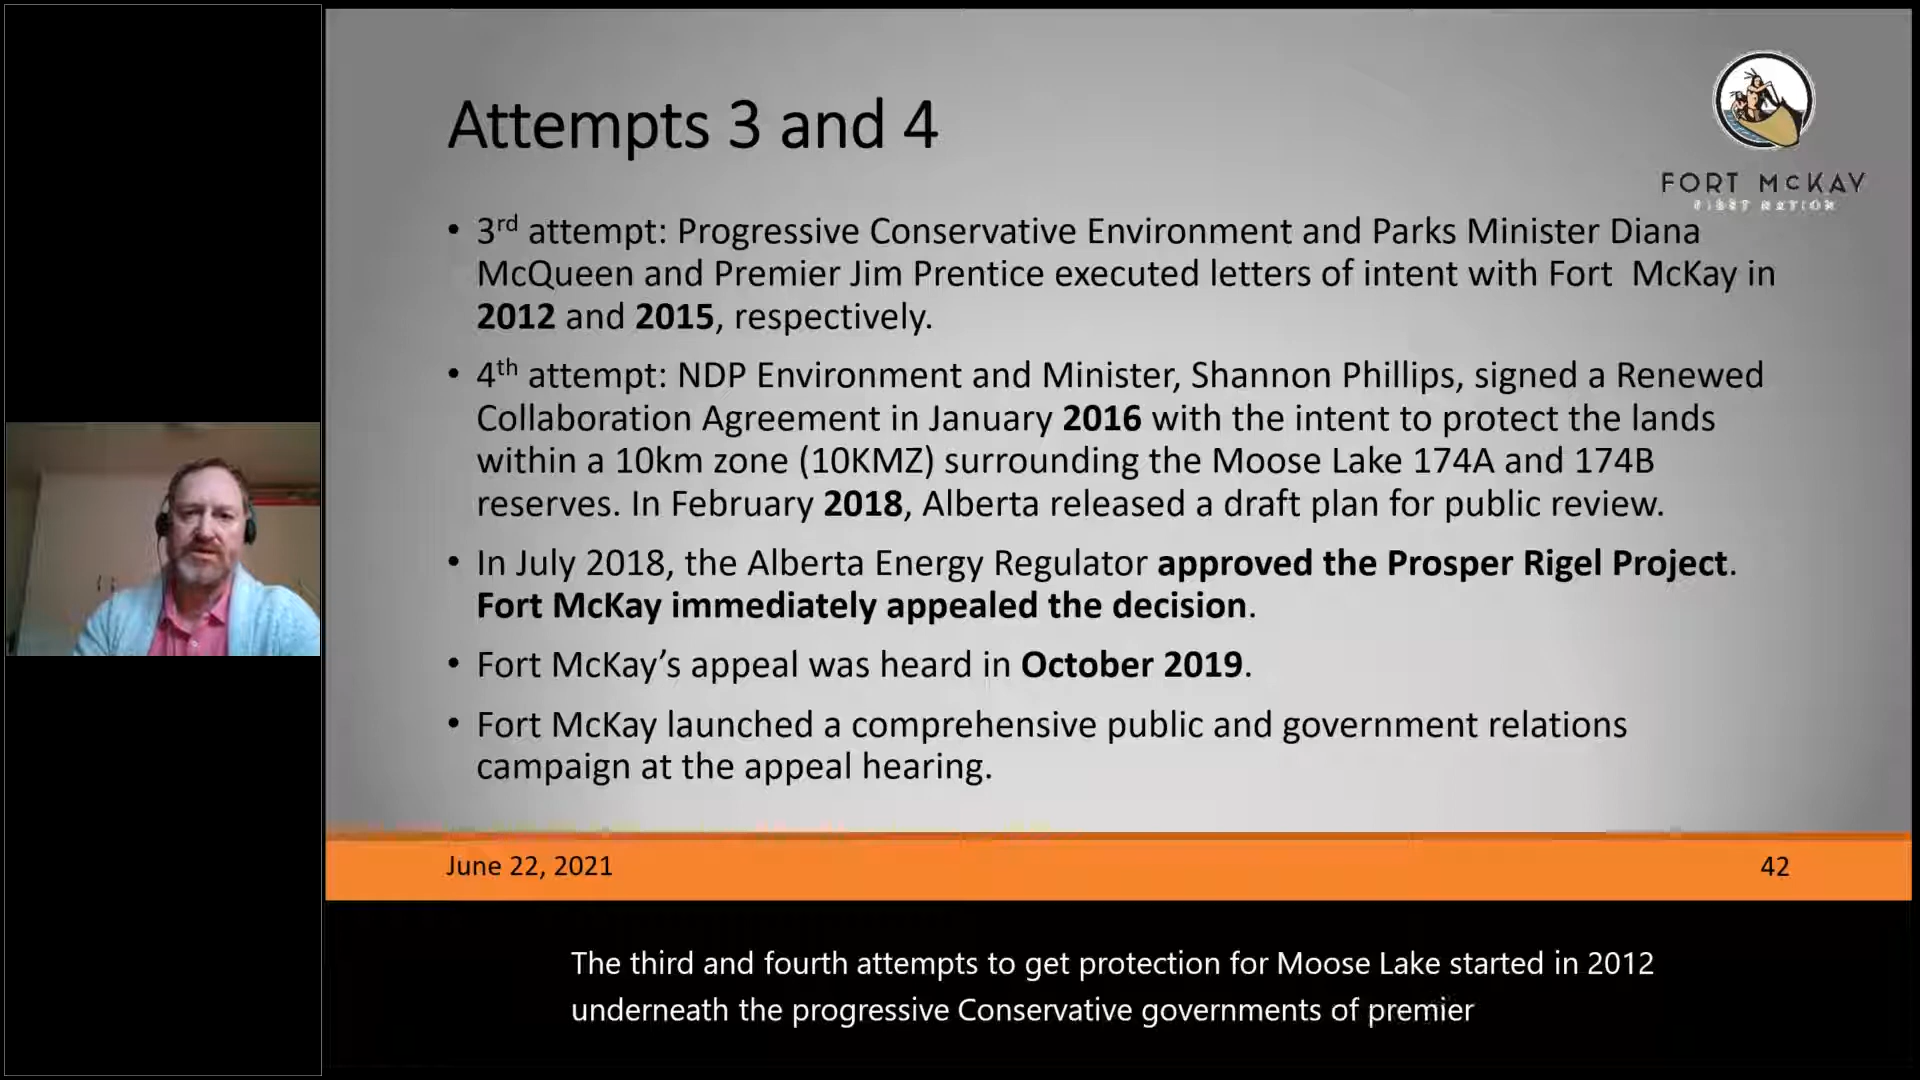 Attempts 3 and 4
FORT McKAY
FIRST NATION
• 3rd attempt: Progressive Conservative Environment and Parks Minister Diana
McQueen and Premier Jim Prentice executed letters of intent with Fort  McKay in
2012 and 2015, respectively.
• 4th attempt: NDP Environment and Minister, Shannon Phillips, signed a Renewed
Collaboration Agreement in January 2016 with the intent to protect the lands
within a 10km zone (10KMZ) surrounding the Moose Lake 174A and 174B
reserves. In February 2018, Alberta released a draft plan for public review.
• In July 2018, the Alberta Energy Regulator approved the Prosper Rigel Project.
Fort McKay immediately appealed the decision.
• Fort McKay’s appeal was heard in October 2019.
• Fort McKay launched a comprehensive public and government relations
campaign at the appeal hearing.
June 22, 2021
42
The third and fourth attempts to get protection for Moose Lake started in 2012
underneath the progressive Conservative governments of premier